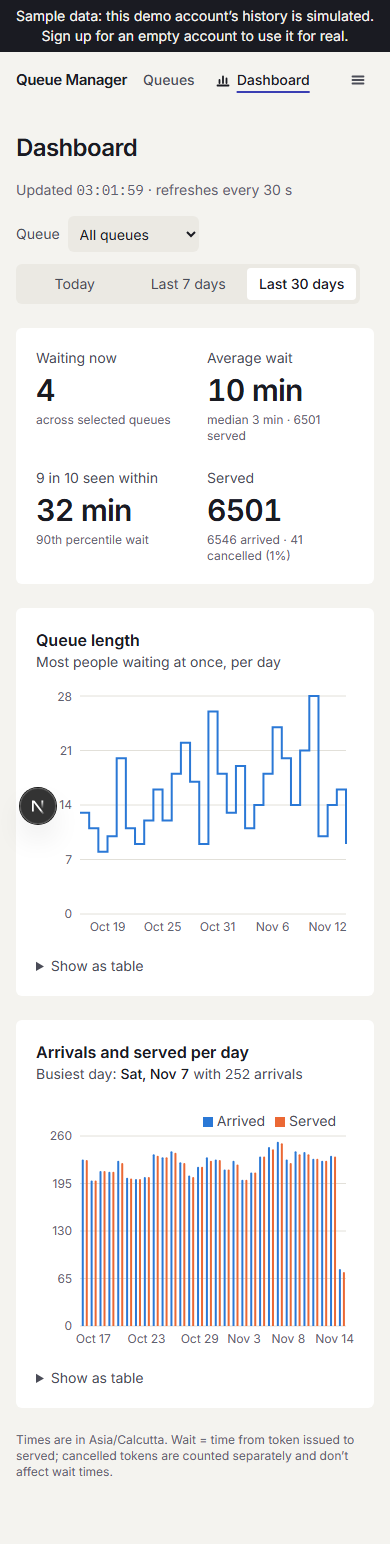 Sample data: this demo account’s history is simulated.
Sign up for an empty account to use it for real.
Queue Manager Queues Dashboard
Dashboard
Updated 03:01:59 · refreshes every 30 s
Queue All queues
Today Last 7 days Last 30 days
Waiting now
4
across selected queues
Average wait
10 min
median 3 min · 6501
served
9 in 10 seen within
32 min
90th percentile wait
Served
6501
6546 arrived · 41
cancelled (1%)
Queue length
Most people waiting at once, per day
28
21
14
7
0
Oct 19 Oct 25 Oct 31 Nov 6 Nov 12
N
Show as table
Arrivals and served per day
Busiest day: Sat, Nov 7 with 252 arrivals
Arrived Served
260
195
130
65
0
Oct 17 Oct 23 Oct 29 Nov 3 Nov 8 Nov 14
Show as table
Times are in Asia/Calcutta. Wait = time from token issued to
served; cancelled tokens are counted separately and don’t
affect wait times.